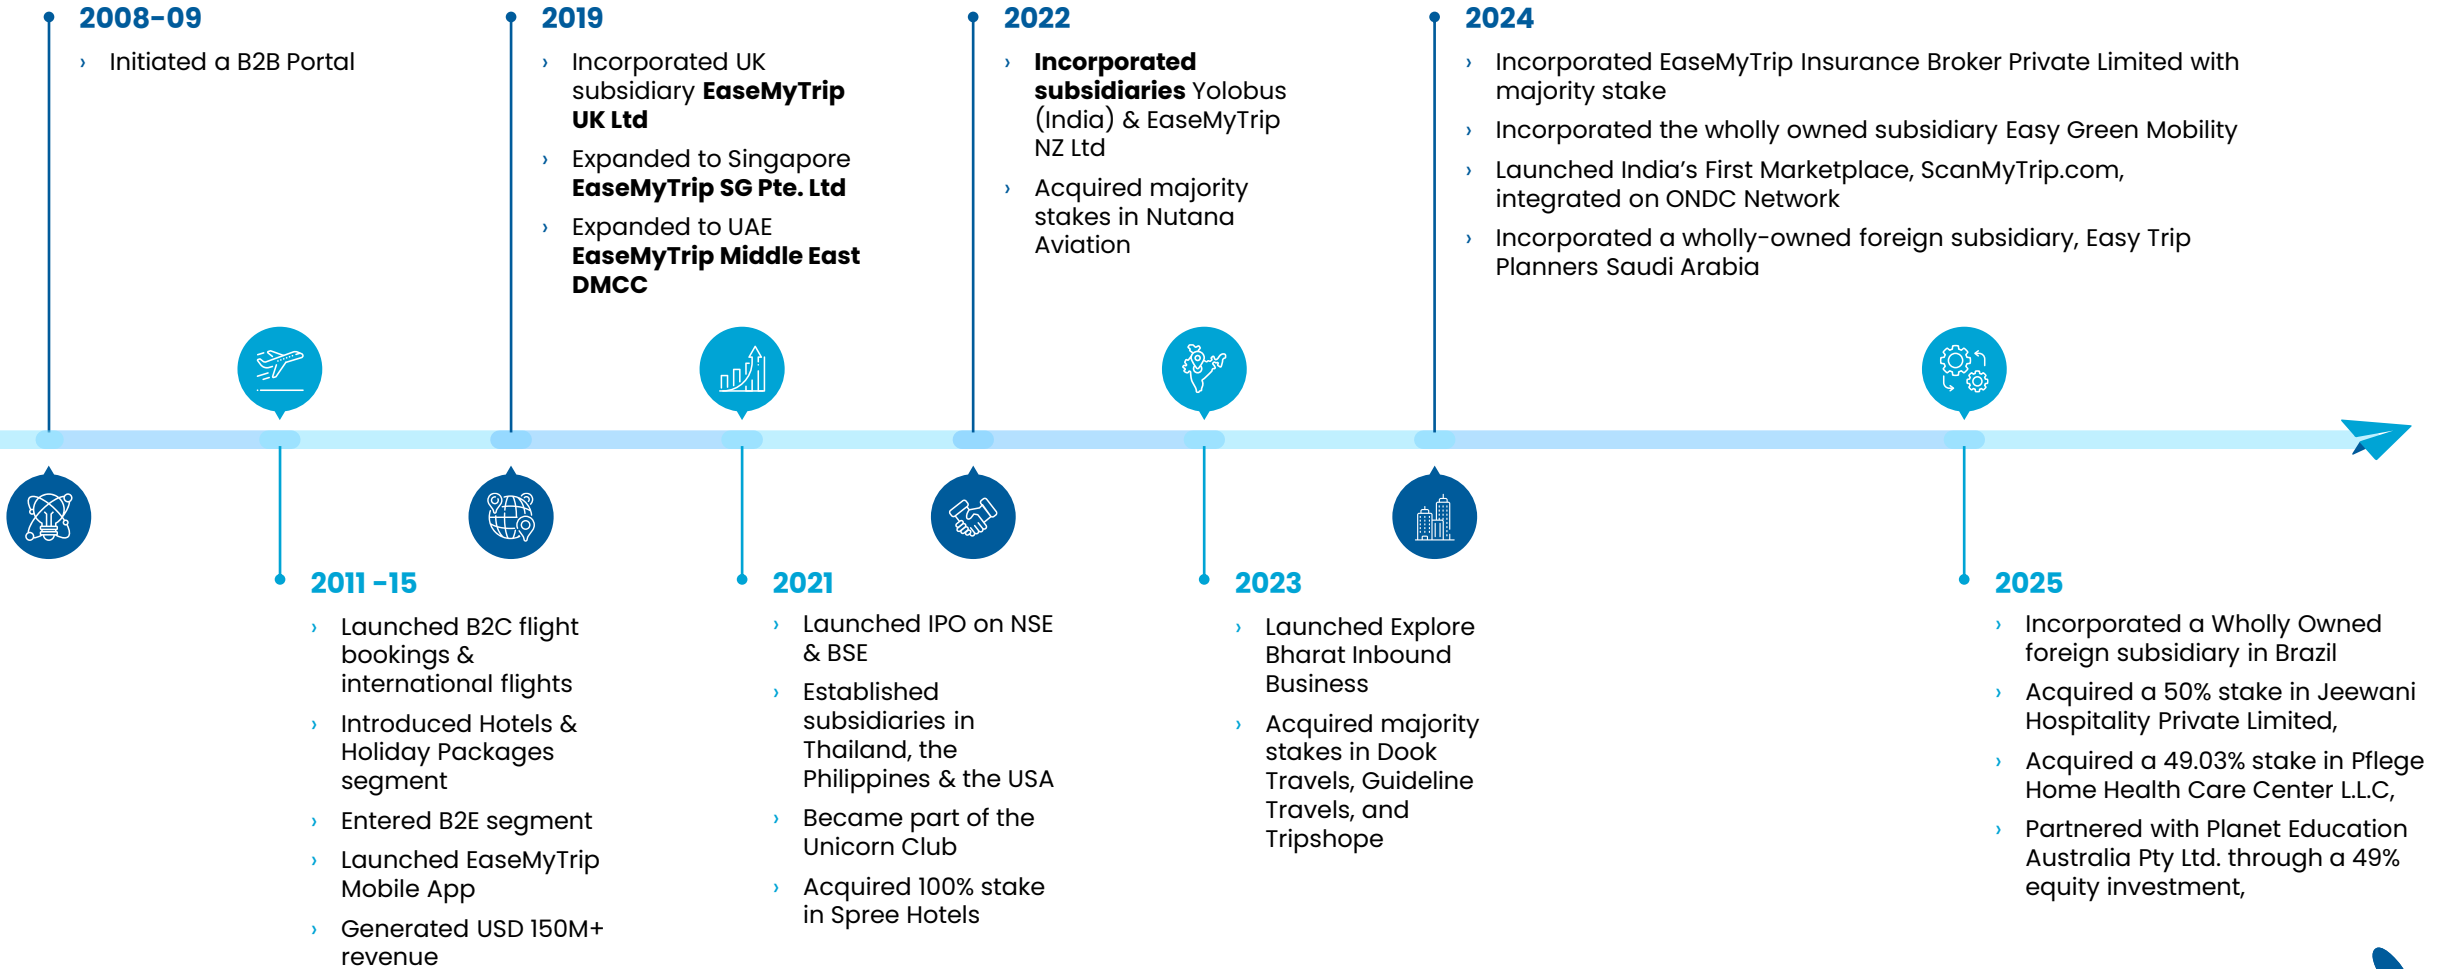 2008-09
› Initiated a B2B Portal
2019
› Incorporated UK
subsidiary EaseMyTrip
UK Ltd
› Expanded to Singapore
EaseMyTrip SG Pte. Ltd
› Expanded to UAE
EaseMyTrip Middle East
DMCC
2022
› Incorporated
subsidiaries Yolobus
(India) & EaseMyTrip
NZ Ltd
› Acquired majority
stakes in Nutana
Aviation
2024
› Incorporated EaseMyTrip Insurance Broker Private Limited with
majority stake
› Incorporated the wholly owned subsidiary Easy Green Mobility
› Launched India’s First Marketplace, ScanMyTrip.com,
integrated on ONDC Network
› Incorporated a wholly-owned foreign subsidiary, Easy Trip
Planners Saudi Arabia
2011 -15
› Launched B2C flight
bookings &
international flights
› Introduced Hotels &
Holiday Packages
segment
› Entered B2E segment
› Launched EaseMyTrip
Mobile App
› Generated USD 150M+
revenue
2021
› Launched IPO on NSE
& BSE
› Established
subsidiaries in
Thailand, the
Philippines & the USA
› Became part of the
Unicorn Club
› Acquired 100% stake
in Spree Hotels
2023
› Launched Explore
Bharat Inbound
Business
› Acquired majority
stakes in Dook
Travels, Guideline
Travels, and
Tripshope
2025
› Incorporated a Wholly Owned
foreign subsidiary in Brazil
› Acquired a 50% stake in Jeewani
Hospitality Private Limited,
› Acquired a 49.03% stake in Pflege
Home Health Care Center L.L.C,
› Partnered with Planet Education
Australia Pty Ltd. through a 49%
equity investment,